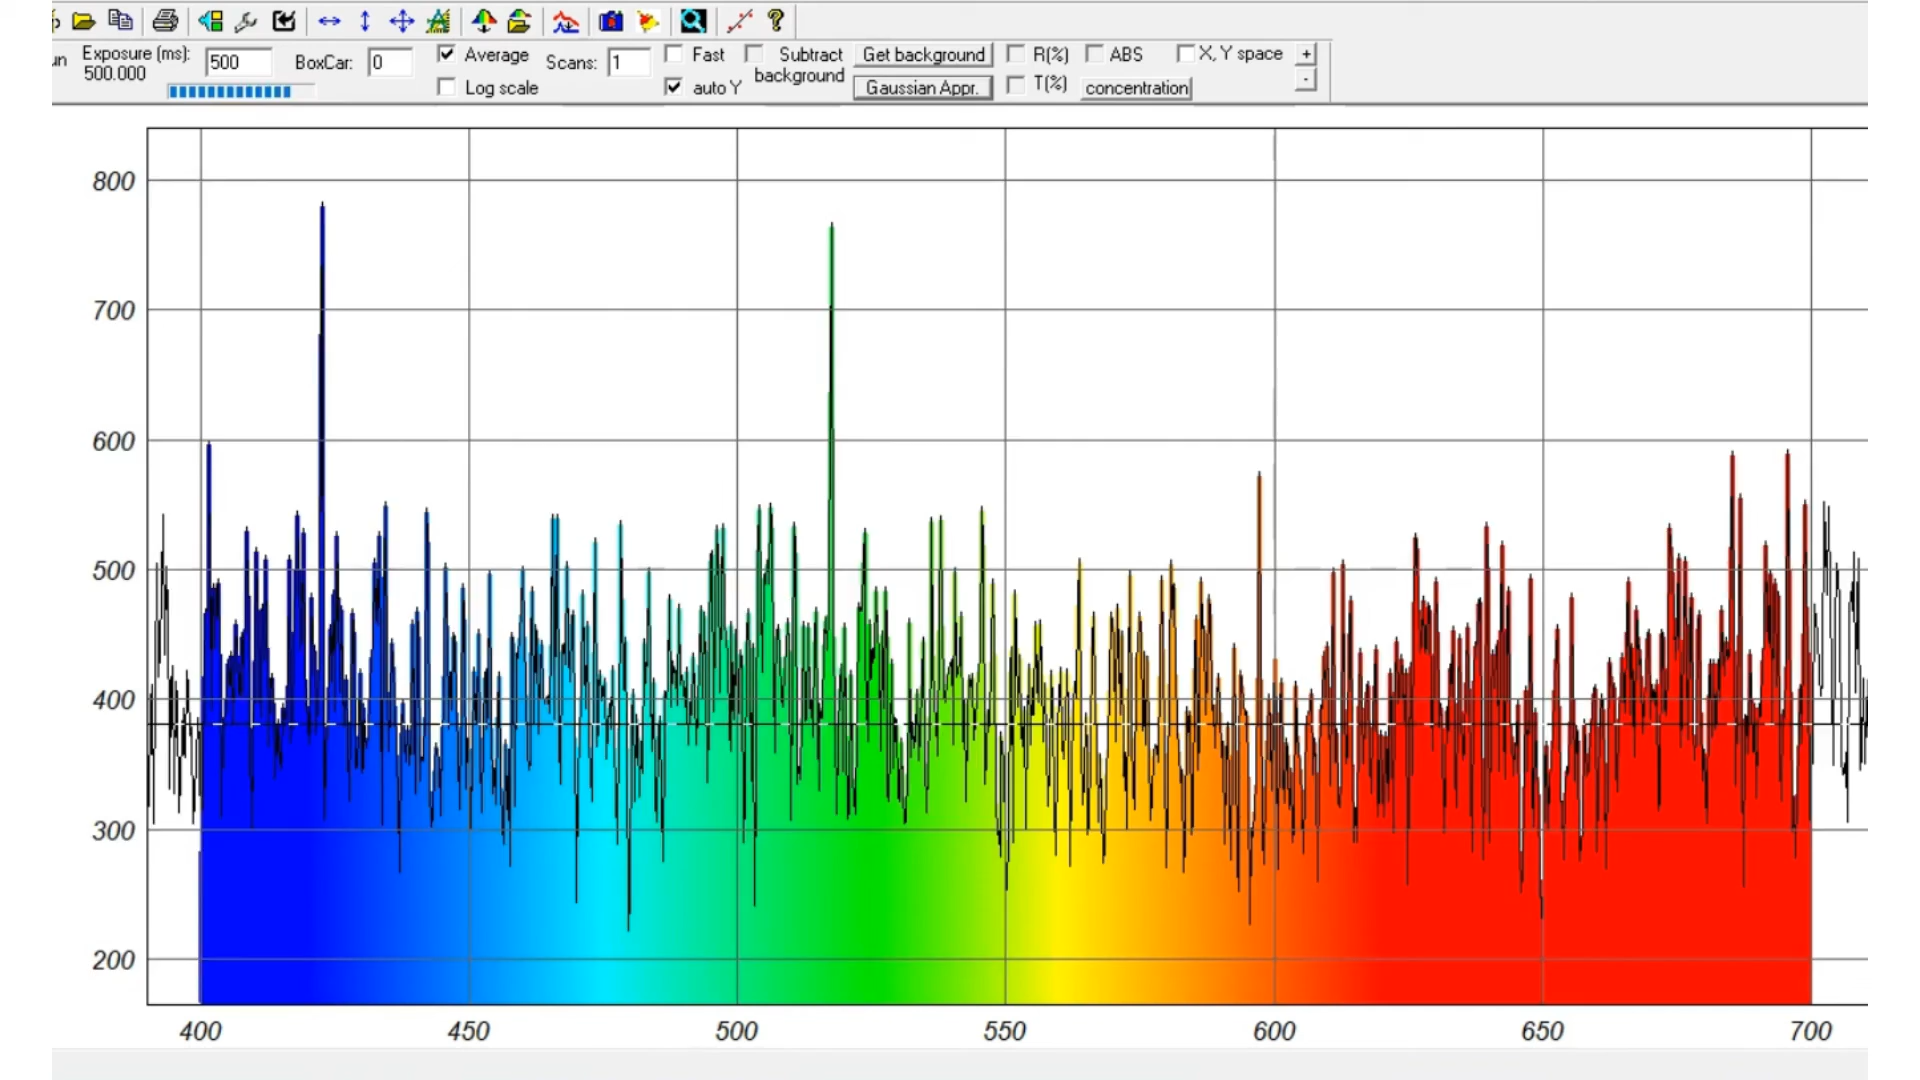 un Exposure (ms): 500 BoxCar: 0 Average Scans: 1 Fast Subtract Get background R(%) ABS X, Y space +
500.000 Log scale auto Y background Gaussian Appr. T(%) concentration -
800
700
600
500
400
300
200
400 450 500 550 600 650 700